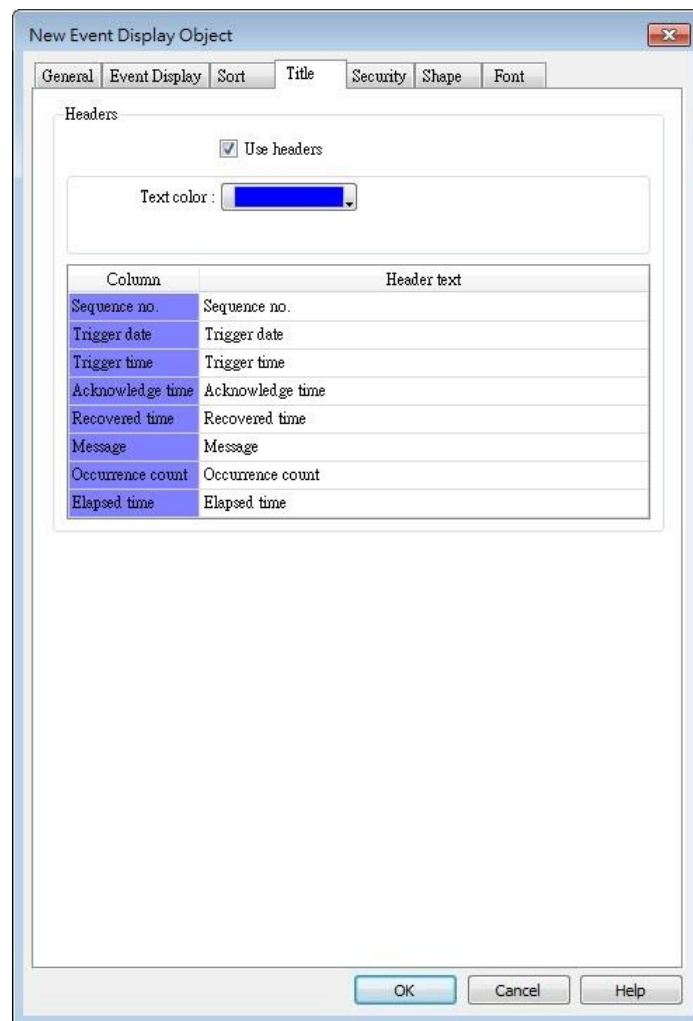 New Event Display Object
General Event Display Sort Title Security Shape Font
Headers
Use headers
Text color :
Column Header text
Sequence no. Sequence no.
Trigger date Trigger date
Trigger time Trigger time
Acknowledge time Acknowledge time
Recovered time Recovered time
Message Message
Occurrence count Occurrence count
Elapsed time Elapsed time
OK Cancel Help